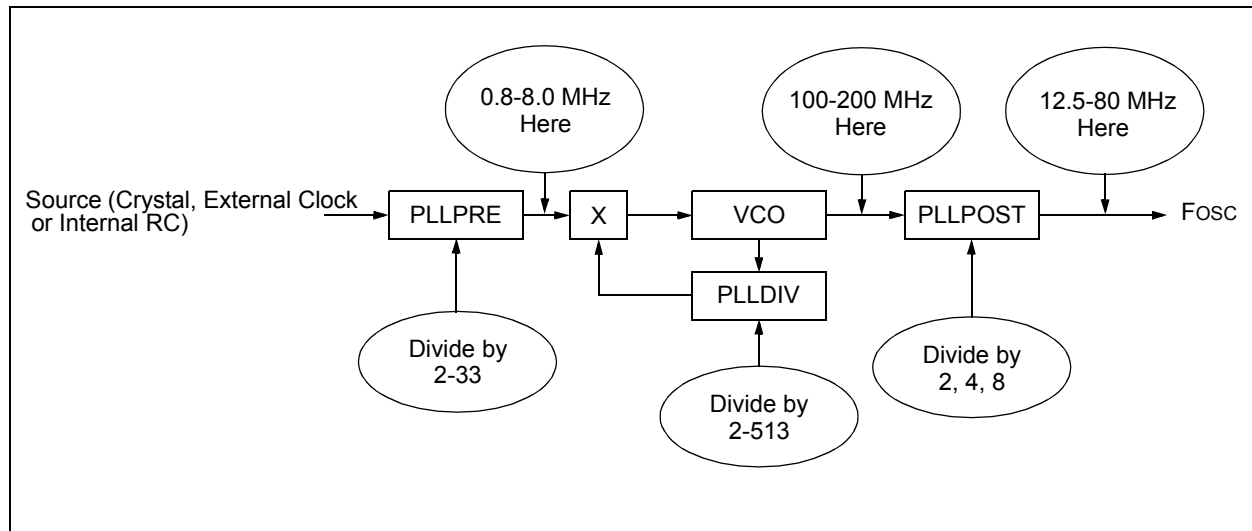 0.8-8.0 MHz
Here
100-200 MHz
Here
12.5-80 MHz
Here
Source (Crystal, External Clock
or Internal RC)
PLLPRE
X
VCO
PLLPOST
FOSC
PLLDIV
Divide by
2-33
Divide by
2-513
Divide by
2, 4, 8